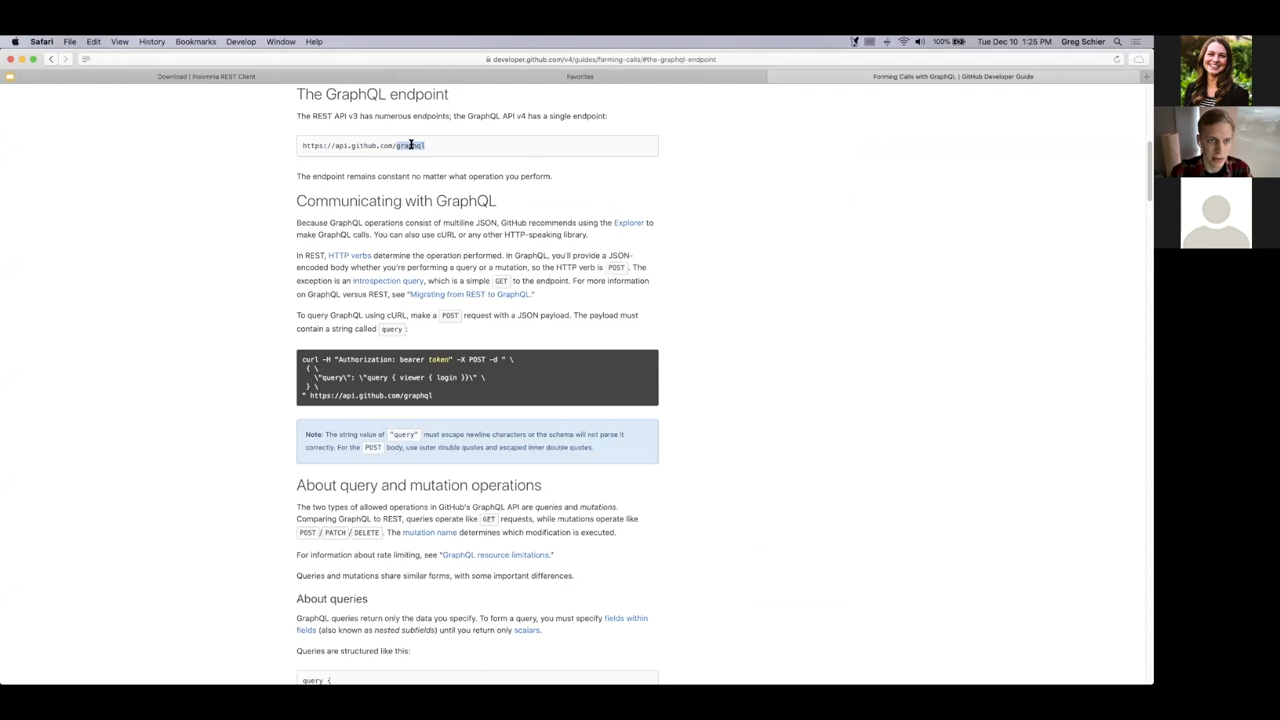 Safari File Edit View History Bookmarks Develop Window Help 100% Tue Dec 10 1:25 PM Greg Schier
developer.github.com/v4/guides/forming-calls/#the-graphql-endpoint
Download | Insomnia REST Client Favorites Forming Calls with GraphQL | GitHub Developer Guide
The GraphQL endpoint
The REST API v3 has numerous endpoints; the GraphQL API v4 has a single endpoint:
https://api.github.com/graphql
The endpoint remains constant no matter what operation you perform.
Communicating with GraphQL
Because GraphQL operations consist of multiline JSON, GitHub recommends using the Explorer to
make GraphQL calls. You can also use cURL or any other HTTP-speaking library.
In REST, HTTP verbs determine the operation performed. In GraphQL, you'll provide a JSON-
encoded body whether you're performing a query or a mutation, so the HTTP verb is POST . The
exception is an introspection query, which is a simple GET to the endpoint. For more information
on GraphQL versus REST, see "Migrating from REST to GraphQL."
To query GraphQL using cURL, make a POST request with a JSON payload. The payload must
contain a string called query :
curl -H "Authorization: bearer token" -X POST -d " \
{ \
\"query\": \"query { viewer { login }}\" \
} \
" https://api.github.com/graphql
Note: The string value of "query" must escape newline characters or the schema will not parse it
correctly. For the POST body, use outer double quotes and escaped inner double quotes.
About query and mutation operations
The two types of allowed operations in GitHub's GraphQL API are queries and mutations.
Comparing GraphQL to REST, queries operate like GET requests, while mutations operate like
POST / PATCH / DELETE . The mutation name determines which modification is executed.
For information about rate limiting, see "GraphQL resource limitations."
Queries and mutations share similar forms, with some important differences.
About queries
GraphQL queries return only the data you specify. To form a query, you must specify fields within
fields (also known as nested subfields) until you return only scalars.
Queries are structured like this:
query {